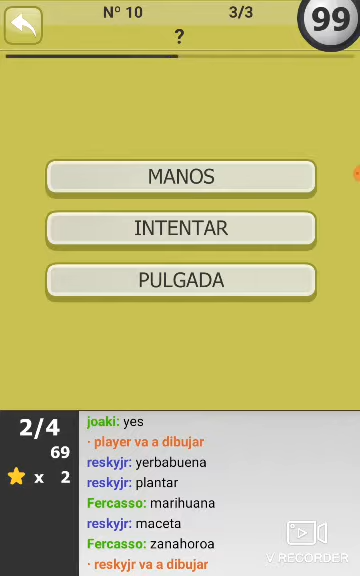 Nº 10
3/3
99
?
MANOS
INTENTAR
PULGADA
2/4
69
x 2
joaki: yes
· player va a dibujar
reskyjr: yerbabuena
reskyjr: plantar
Fercasso: marihuana
reskyjr: maceta
Fercasso: zanahoroa
· reskyjr va a dibujar
V RECORDER